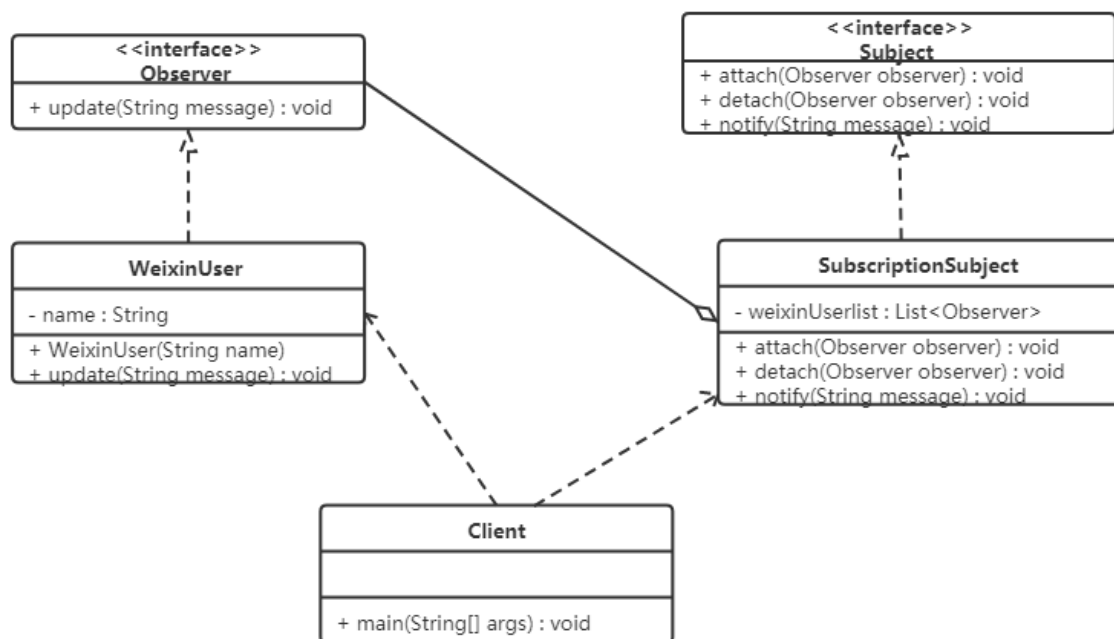 <<interface>>
Observer
+ update(String message) : void
<<interface>>
Subject
+ attach(Observer observer) : void
+ detach(Observer observer) : void
+ notify(String message) : void
WeixinUser
- name : String
+ WeixinUser(String name)
+ update(String message) : void
SubscriptionSubject
- weixinUserlist : List<Observer>
+ attach(Observer observer) : void
+ detach(Observer observer) : void
+ notify(String message) : void
Client
+ main(String[] args) : void